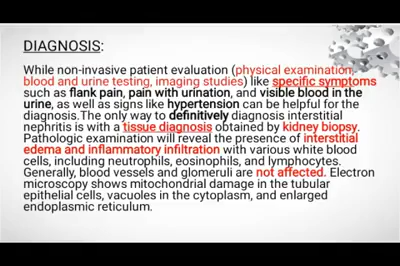 DIAGNOSIS:
While non-invasive patient evaluation (physical examination,
blood and urine testing, imaging studies) like specific symptoms
such as flank pain, pain with urination, and visible blood in the
urine, as well as signs like hypertension can be helpful for the
diagnosis.The only way to definitively diagnosis interstitial
nephritis is with a tissue diagnosis obtained by kidney biopsy.
Pathologic examination will reveal the presence of interstitial
edema and inflammatory infiltration with various white blood
cells, including neutrophils, eosinophils, and lymphocytes.
Generally, blood vessels and glomeruli are not affected. Electron
microscopy shows mitochondrial damage in the tubular
epithelial cells, vacuoles in the cytoplasm, and enlarged
endoplasmic reticulum.